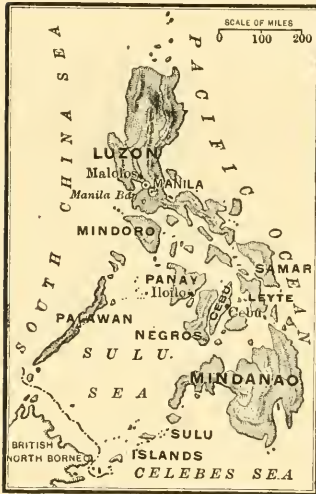 SCALE OF MILES
0 100 200
SOUTH CHINA SEA
PACIFIC OCEAN
LUZON
Malolos
MANILA
Manila Ba
MINDORO
SAMAR
PANAY
Iloilo
CEBU
LEYTE
Cebu
PALAWAN
NEGROS
SULU
SEA
MINDANAO
BRITISH
NORTH BORNEO
SULU
ISLANDS
CELEBES SEA